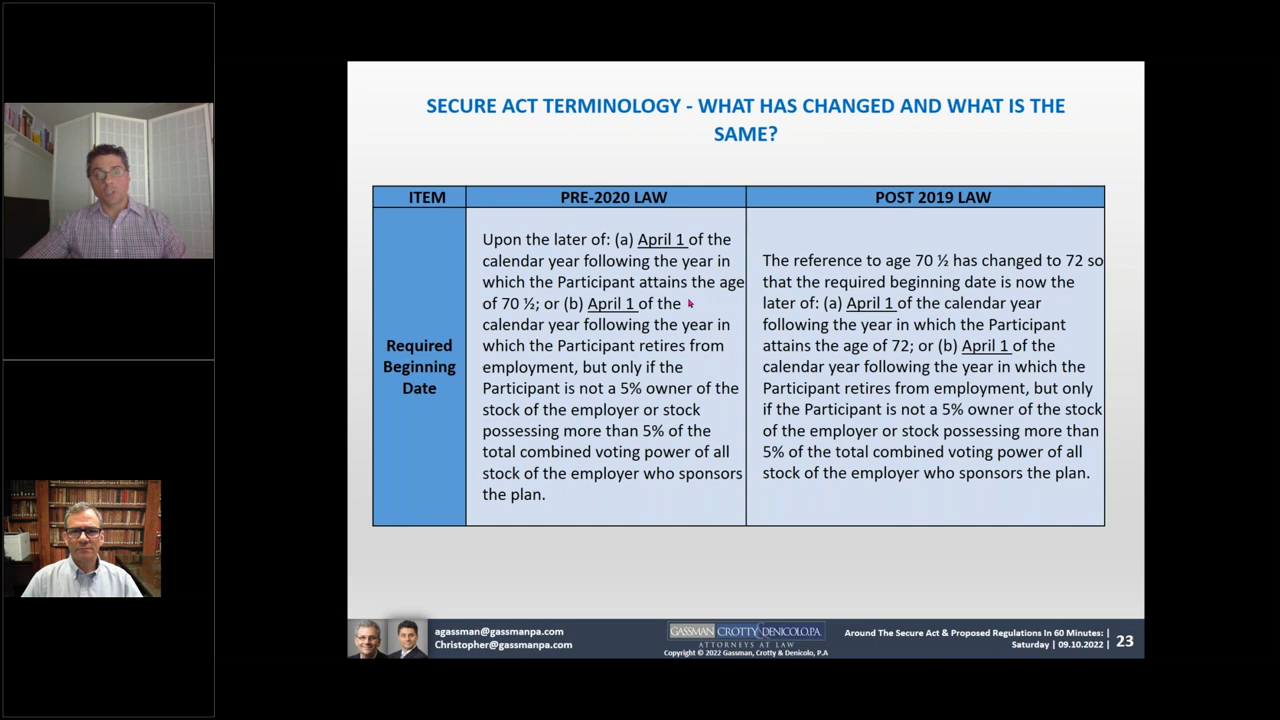 SECURE ACT TERMINOLOGY - WHAT HAS CHANGED AND WHAT IS THE
SAME?
ITEM
PRE-2020 LAW
POST 2019 LAW
Required
Beginning
Date
Upon the later of: (a) April 1 of the
calendar year following the year in
which the Participant attains the age
of 70 ½; or (b) April 1 of the
calendar year following the year in
which the Participant retires from
employment, but only if the
Participant is not a 5% owner of the
stock of the employer or stock
possessing more than 5% of the
total combined voting power of all
stock of the employer who sponsors
the plan.
The reference to age 70 ½ has changed to 72 so
that the required beginning date is now the
later of: (a) April 1 of the calendar year
following the year in which the Participant
attains the age of 72; or (b) April 1 of the
calendar year following the year in which the
Participant retires from employment, but only
if the Participant is not a 5% owner of the stock
of the employer or stock possessing more than
5% of the total combined voting power of all
stock of the employer who sponsors the plan.
agassman@gassmanpa.com
Christopher@gassmanpa.com
GASSMAN CROTTY & DENICOLO, P.A.
ATTORNEYS AT LAW
Copyright © 2022 Gassman, Crotty & Denicolo, P.A
Around The Secure Act & Proposed Regulations In 60 Minutes: |
Saturday | 09.10.2022 |
23